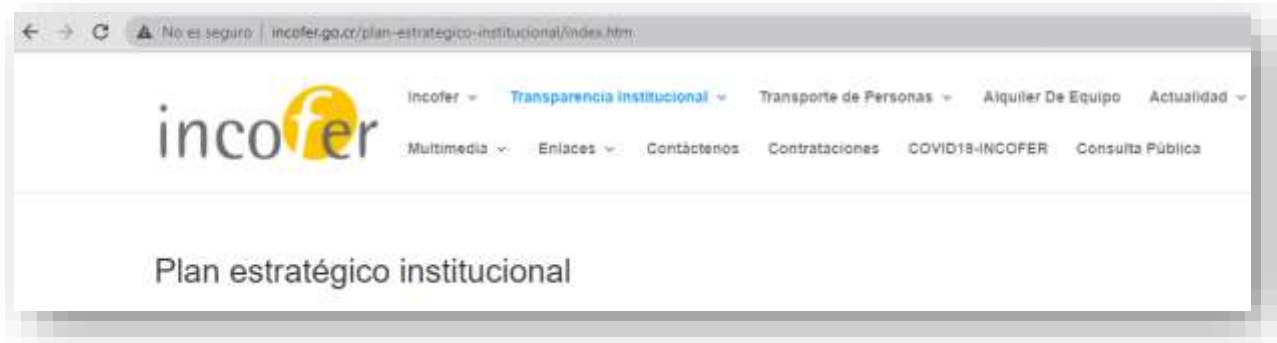 No es seguro | incofer.go.cr/plan-estrategico-institucional/index.htm
incofer
Incofer Transparencia Institucional Transporte de Personas Alquiler De Equipo Actualidad
Multimedia Enlaces Contáctenos Contrataciones COVID19-INCOFER Consulta Pública
Plan estratégico institucional